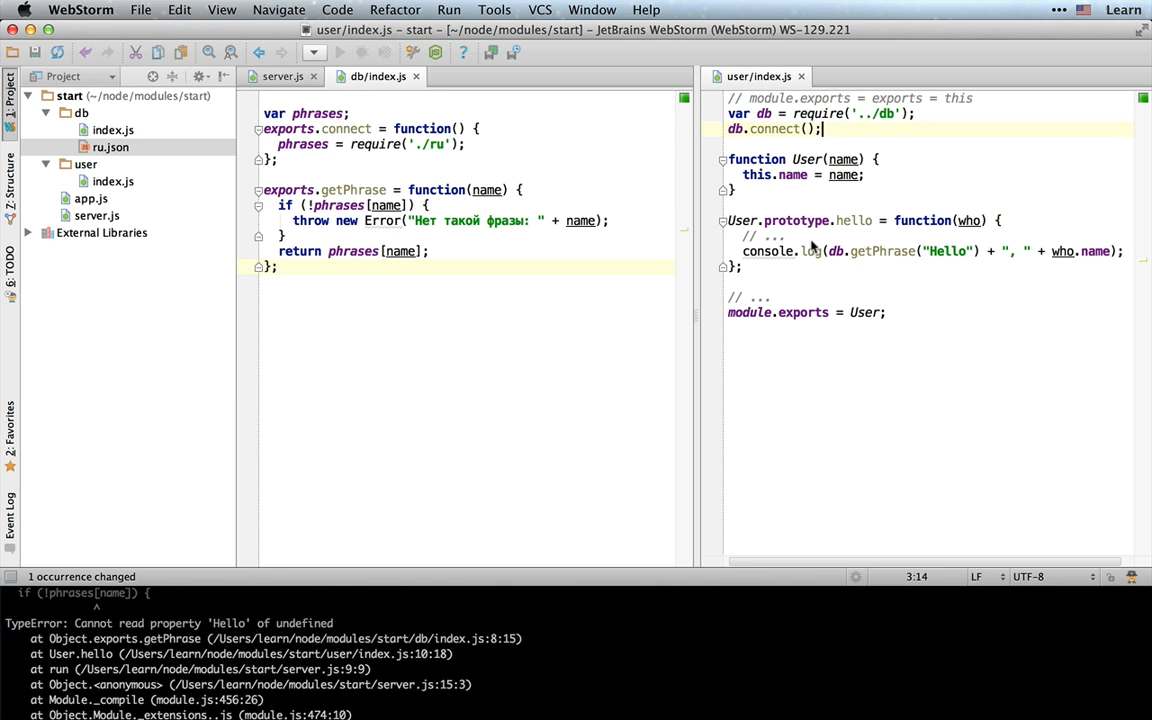 WebStorm File Edit View Navigate Code Refactor Run Tools VCS Window Help Learn
user/index.js - start - [~/node/modules/start] - JetBrains WebStorm (WebStorm) WS-129.221
1: Project
Z: Structure
6: TODO
2: Favorites
Event Log
Project
start (~/node/modules/start)
db
index.js
ru.json
user
index.js
app.js
server.js
External Libraries
server.js db/index.js
var phrases;
exports.connect = function() {
phrases = require('./ru');
};
exports.getPhrase = function(name) {
if (!phrases[name]) {
throw new Error("Нет такой фразы: " + name);
}
return phrases[name];
};
user/index.js
// module.exports = exports = this
var db = require('../db');
db.connect();
function User(name) {
this.name = name;
}
User.prototype.hello = function(who) {
// ...
console.log(db.getPhrase("Hello") + ", " + who.name);
};
// ...
module.exports = User;
1 occurrence changed 3:14 LF UTF-8
if (!phrases[name]) {
^
TypeError: Cannot read property 'Hello' of undefined
at Object.exports.getPhrase (/Users/learn/node/modules/start/db/index.js:8:15)
at User.hello (/Users/learn/node/modules/start/user/index.js:10:18)
at run (/Users/learn/node/modules/start/server.js:9:9)
at Object.<anonymous> (/Users/learn/node/modules/start/server.js:15:3)
at Module._compile (module.js:456:26)
at Object.Module._extensions..js (module.js:474:10)